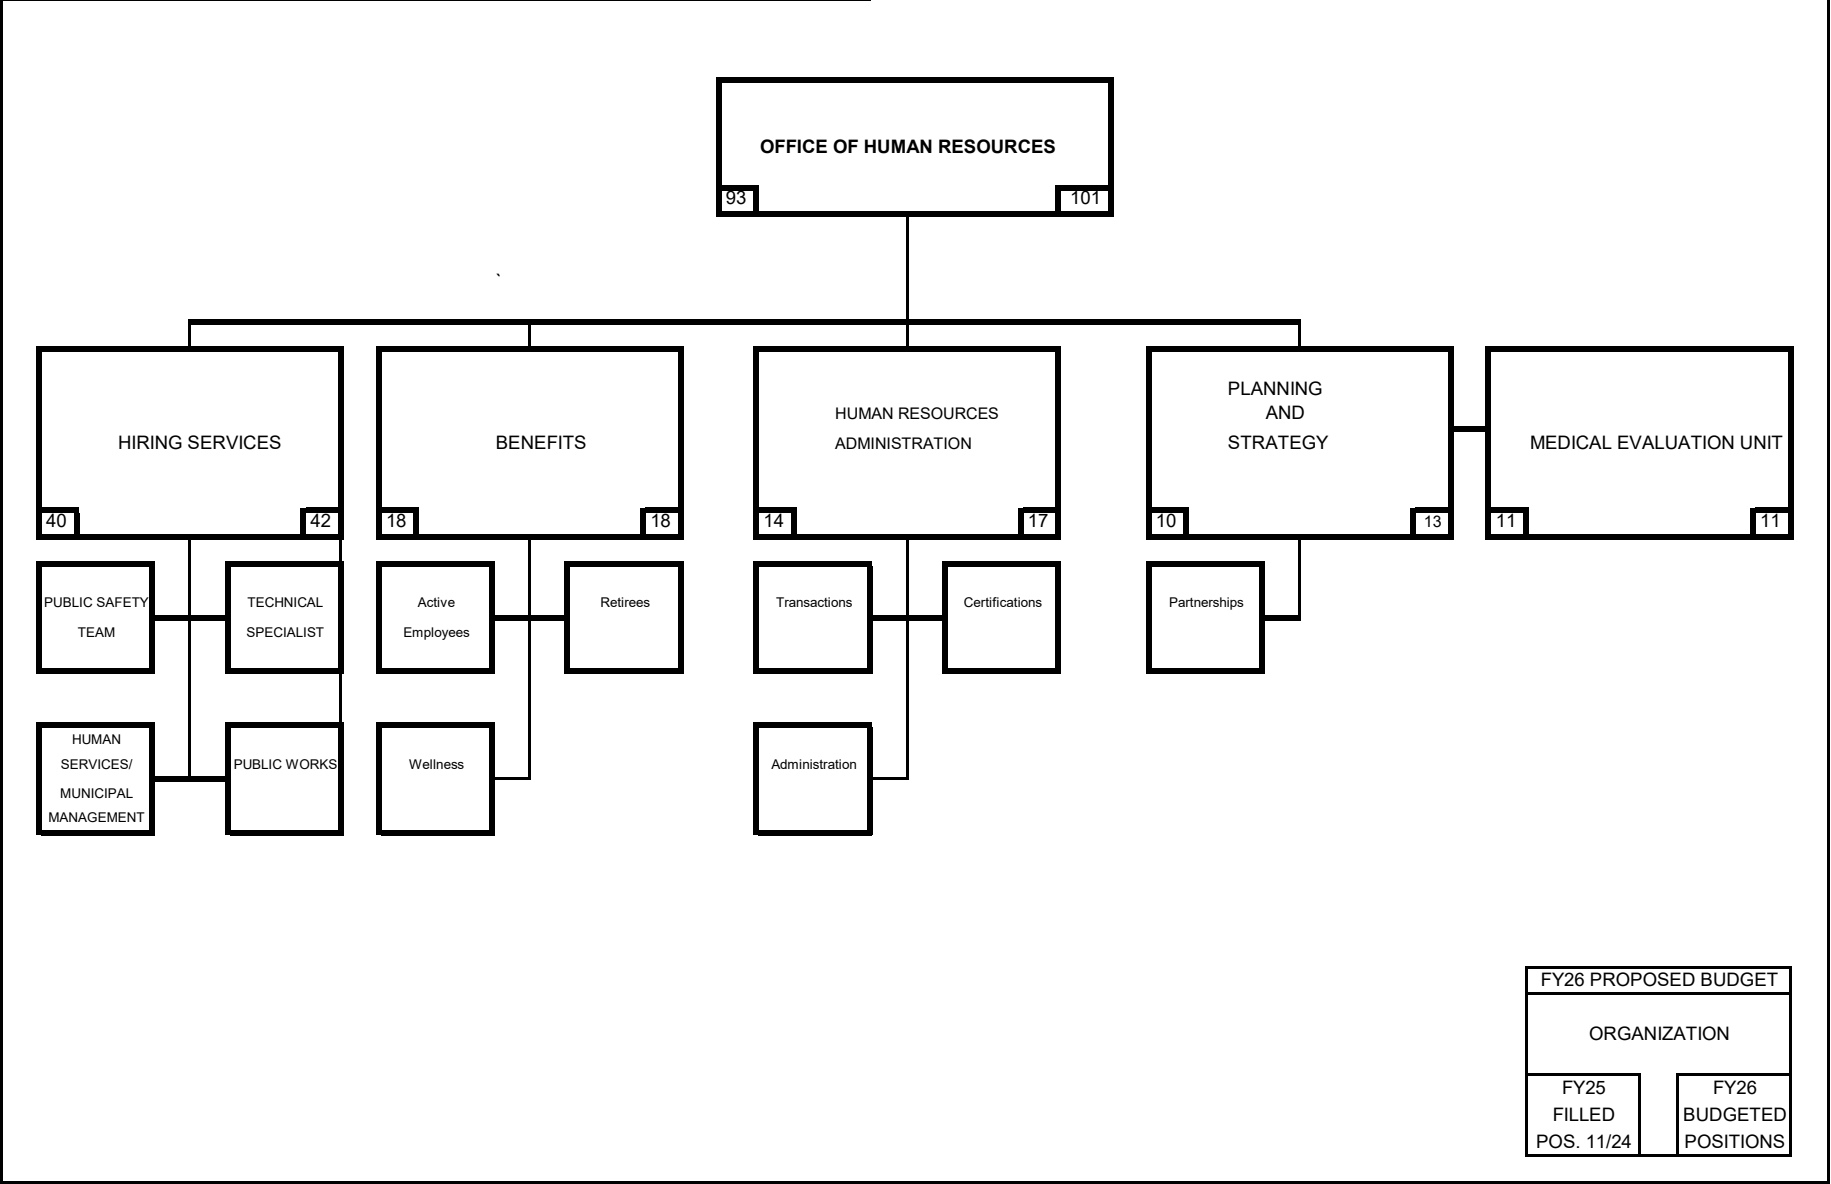 OFFICE OF HUMAN RESOURCES
93
101
`
HIRING SERVICES
40
42
BENEFITS
18
18
HUMAN RESOURCES
ADMINISTRATION
14
17
PLANNING
AND
STRATEGY
10
13
MEDICAL EVALUATION UNIT
11
11
PUBLIC SAFETY
TEAM
TECHNICAL
SPECIALIST
Active
Employees
Retirees
Transactions
Certifications
Partnerships
HUMAN
SERVICES/
MUNICIPAL
MANAGEMENT
PUBLIC WORKS
Wellness
Administration
FY26 PROPOSED BUDGET
ORGANIZATION
FY25
FILLED
POS. 11/24
FY26
BUDGETED
POSITIONS